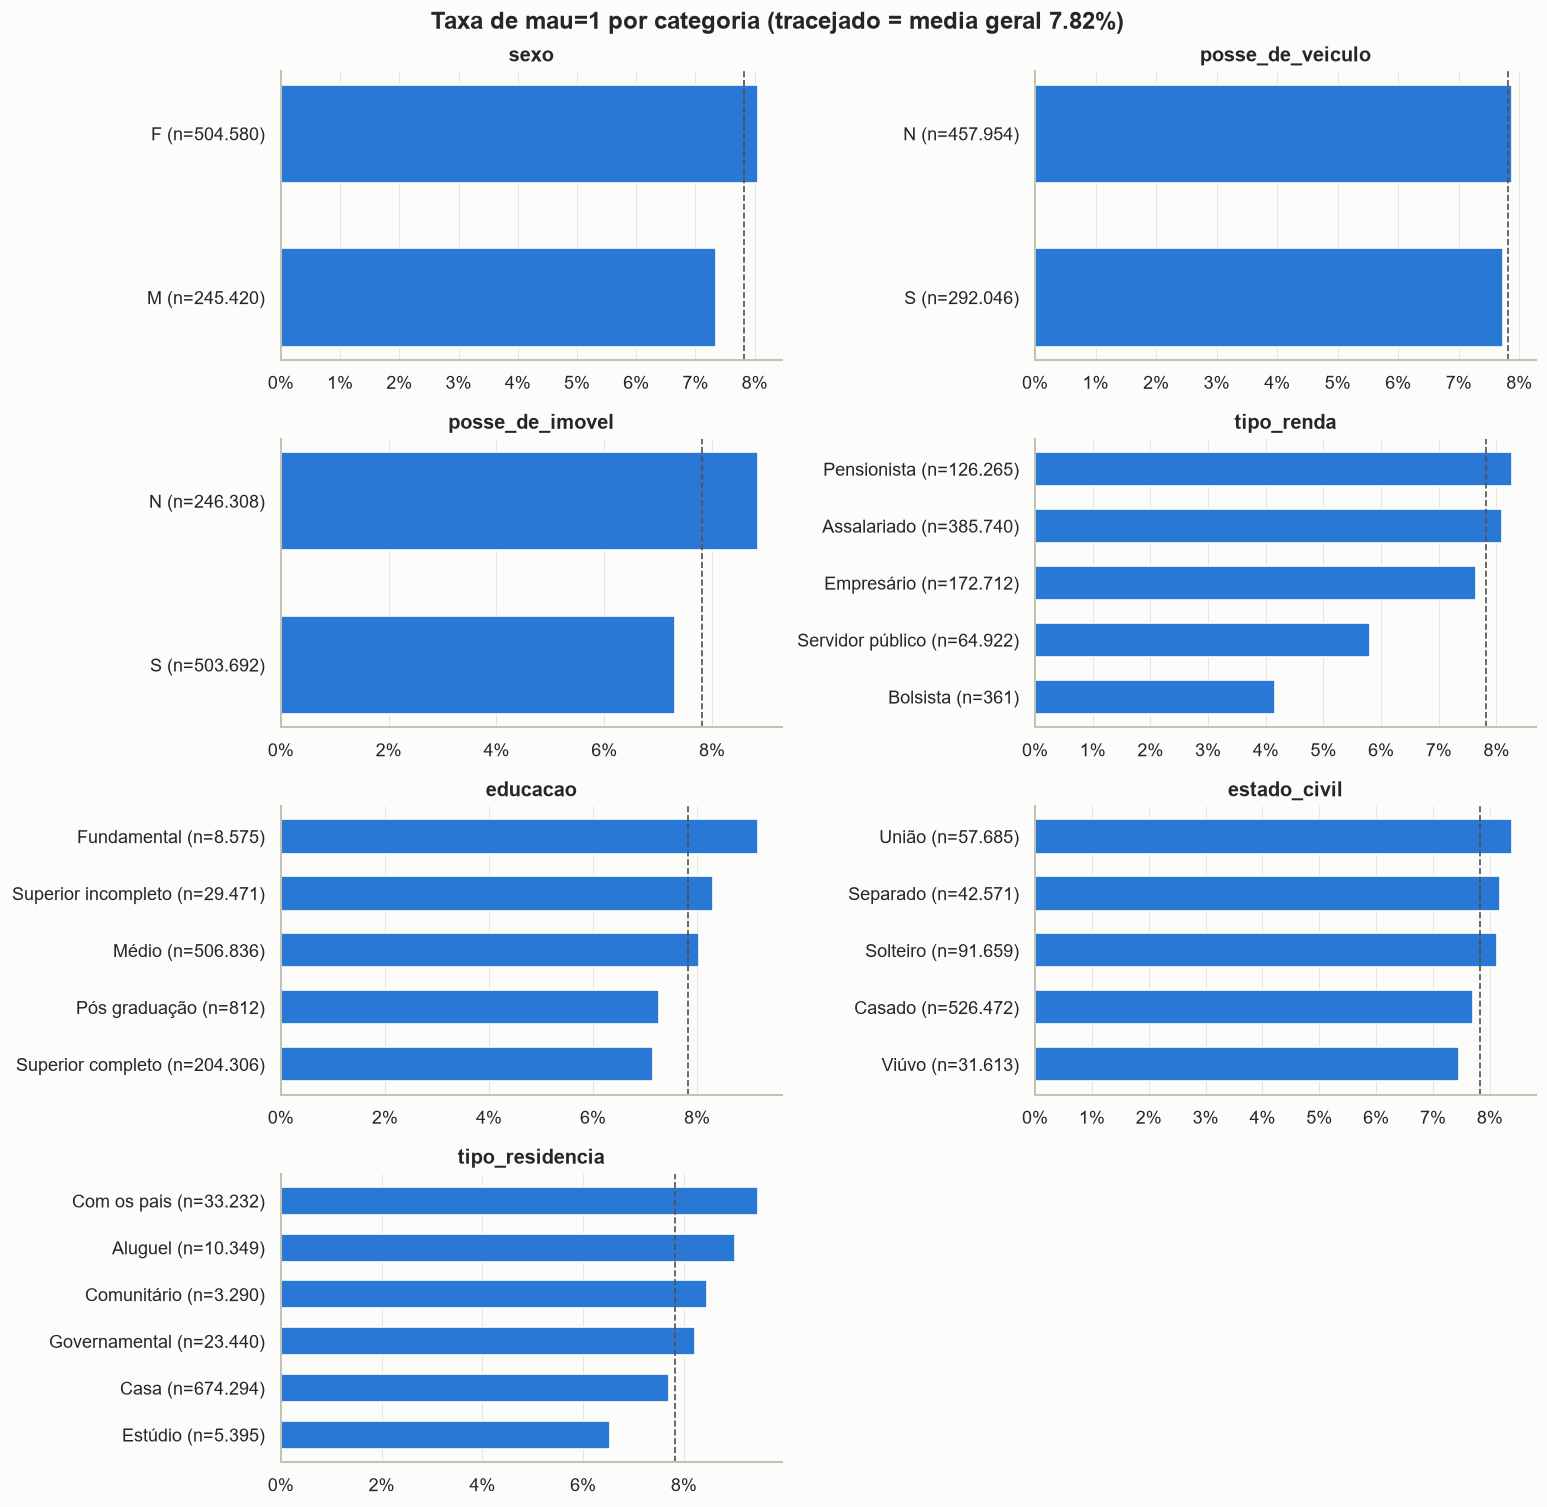 Taxa de mau=1 por categoria (tracejado = media geral 7.82%)
sexo
F (n=504.580)
M (n=245.420)
0% 1% 2% 3% 4% 5% 6% 7% 8%
posse_de_veiculo
N (n=457.954)
S (n=292.046)
0% 1% 2% 3% 4% 5% 6% 7% 8%
posse_de_imovel
N (n=246.308)
S (n=503.692)
0% 2% 4% 6% 8%
tipo_renda
Pensionista (n=126.265)
Assalariado (n=385.740)
Empresário (n=172.712)
Servidor público (n=64.922)
Bolsista (n=361)
0% 1% 2% 3% 4% 5% 6% 7% 8%
educacao
Fundamental (n=8.575)
Superior incompleto (n=29.471)
Médio (n=506.836)
Pós graduação (n=812)
Superior completo (n=204.306)
0% 2% 4% 6% 8%
estado_civil
União (n=57.685)
Separado (n=42.571)
Solteiro (n=91.659)
Casado (n=526.472)
Viúvo (n=31.613)
0% 1% 2% 3% 4% 5% 6% 7% 8%
tipo_residencia
Com os pais (n=33.232)
Aluguel (n=10.349)
Comunitário (n=3.290)
Governamental (n=23.440)
Casa (n=674.294)
Estúdio (n=5.395)
0% 2% 4% 6% 8%